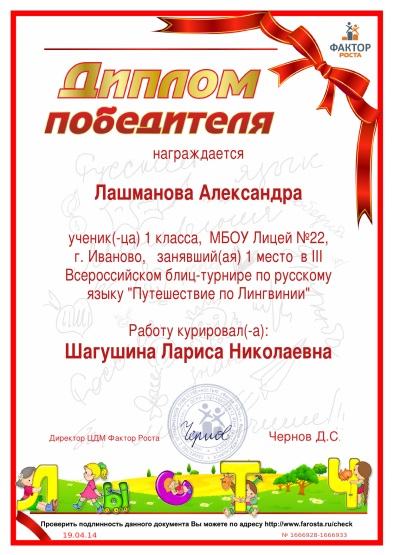 ФАКТОР
РОСТА
Диплом
победителя
награждается
Лашманова Александра
ученик(-ца) 1 класса, МБОУ Лицей №22,
г. Иваново, занявший(ая) 1 место в III
Всероссийском блиц-турнире по русскому
языку "Путешествие по Лингвинии"
Работу курировал(-а):
Шагушина Лариса Николаевна
Директор ЦДМ Фактор Роста
Чернов Д.С.
Л Ы С Т Ч
Проверить подлинность данного документа Вы можете по адресу http://www.farosta.ru/check
19.04.14
№ 1666928-1666933